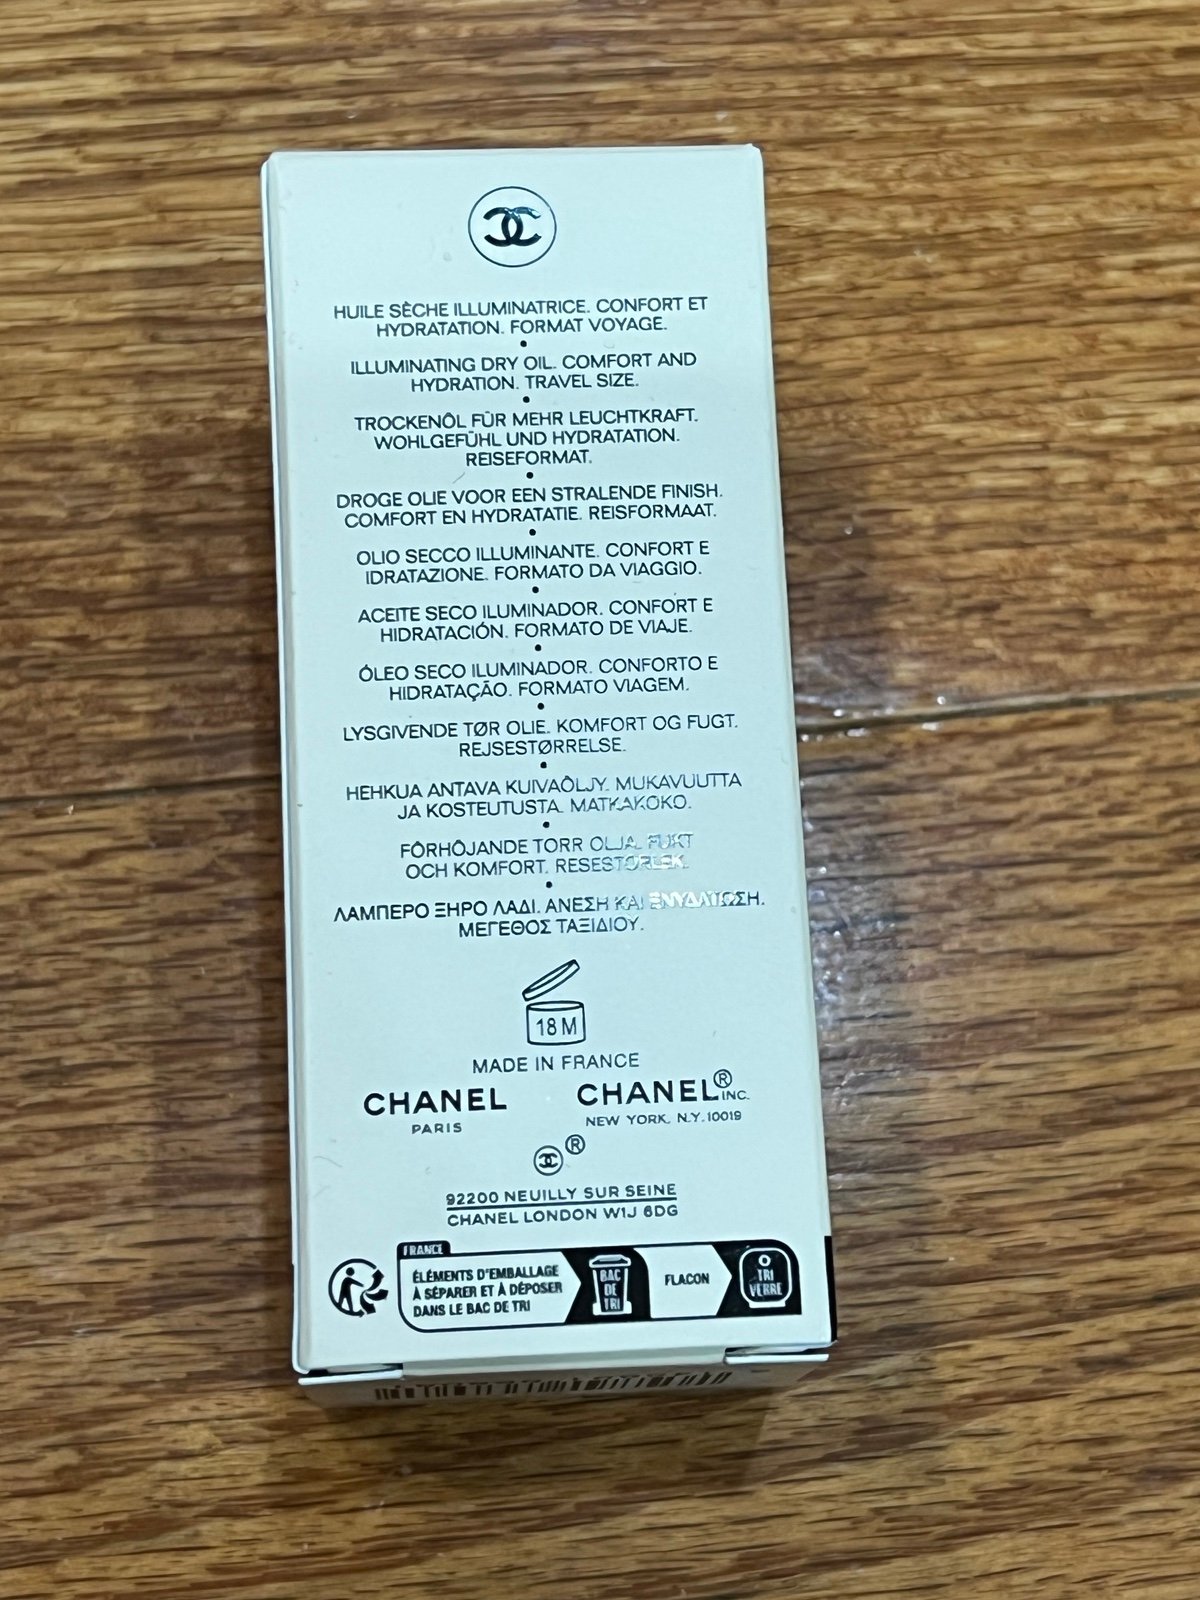 HUILE SÈCHE ILLUMINATRICE. CONFORT ET
HYDRATATION. FORMAT VOYAGE.
•
ILLUMINATING DRY OIL. COMFORT AND
HYDRATION. TRAVEL SIZE.
•
TROCKENÖL FÜR MEHR LEUCHTKRAFT.
WOHLGEFÜHL UND HYDRATATION.
REISEFORMAT.
•
DROGE OLIE VOOR EEN STRALENDE FINISH.
COMFORT EN HYDRATATIE. REISFORMAAT.
•
OLIO SECCO ILLUMINANTE. CONFORT E
IDRATAZIONE. FORMATO DA VIAGGIO.
•
ACEITE SECO ILUMINADOR. CONFORT E
HIDRATACIÓN. FORMATO DE VIAJE.
•
ÓLEO SECO ILUMINADOR. CONFORTO E
HIDRATAÇÃO. FORMATO VIAGEM.
•
LYSGIVENDE TØR OLIE. KOMFORT OG FUGT.
REJSESTØRRELSE.
•
HEHKUA ANTAVA KUIVAÖLJY. MUKAVUUTTA
JA KOSTEUTUSTA. MATKAKOKO.
•
FÖRHÖJANDE TORR OLJA. FUKT
OCH KOMFORT. RESESTORLEK.
•
ΛΑΜΠΕΡΟ ΞΗΡΟ ΛΑΔΙ. ΑΝΕΣΗ ΚΑΙ ΕΝΥΔΑΤΩΣΗ.
ΜΕΓΕΘΟΣ ΤΑΞΙΔΙΟΥ.
18 M
MADE IN FRANCE
CHANEL CHANEL® INC.
PARIS NEW YORK, N.Y. 10019
®
92200 NEUILLY SUR SEINE
CHANEL LONDON W1J 6DG
FRANCE
ÉLÉMENTS D'EMBALLAGE
À SÉPARER ET À DÉPOSER
DANS LE BAC DE TRI
BAC
DE
TRI
FLACON
TRI
VERRE